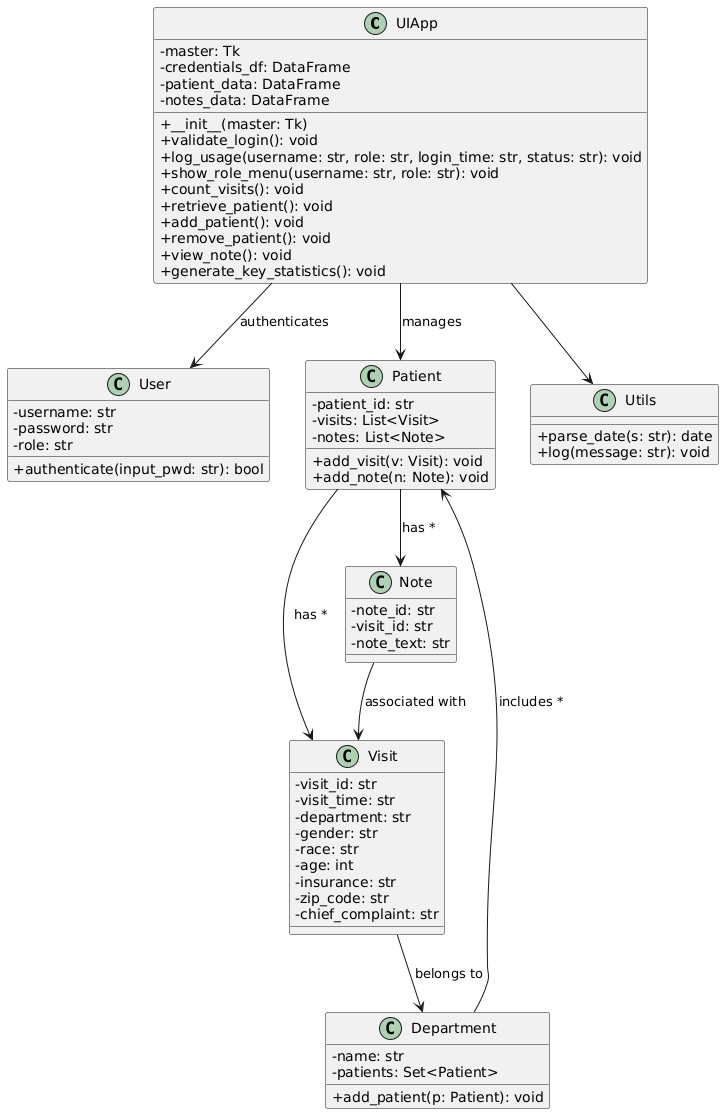 C UIApp
-master: Tk
-credentials_df: DataFrame
-patient_data: DataFrame
-notes_data: DataFrame
+__init__(master: Tk)
+validate_login(): void
+log_usage(username: str, role: str, login_time: str, status: str): void
+show_role_menu(username: str, role: str): void
+count_visits(): void
+retrieve_patient(): void
+add_patient(): void
+remove_patient(): void
+view_note(): void
+generate_key_statistics(): void
authenticates
manages
C User
-username: str
-password: str
-role: str
+authenticate(input_pwd: str): bool
C Patient
-patient_id: str
-visits: List<Visit>
-notes: List<Note>
+add_visit(v: Visit): void
+add_note(n: Note): void
C Utils
+parse_date(s: str): date
+log(message: str): void
has *
has *
C Note
-note_id: str
-visit_id: str
-note_text: str
associated with
includes *
C Visit
-visit_id: str
-visit_time: str
-department: str
-gender: str
-race: str
-age: int
-insurance: str
-zip_code: str
-chief_complaint: str
belongs to
C Department
-name: str
-patients: Set<Patient>
+add_patient(p: Patient): void